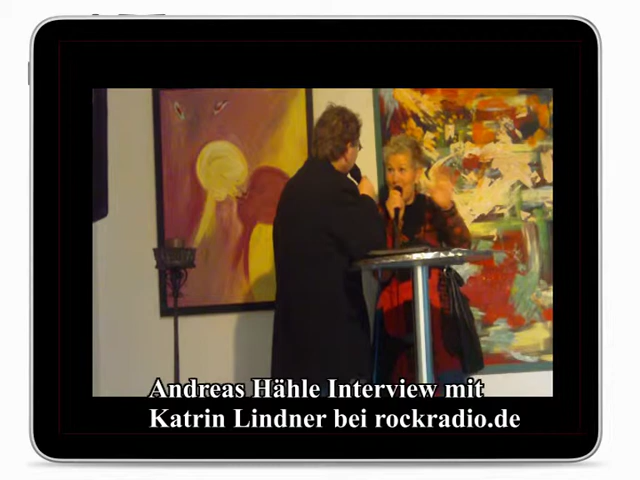 Andreas Hähle Interview mit
Katrin Lindner bei rockradio.de